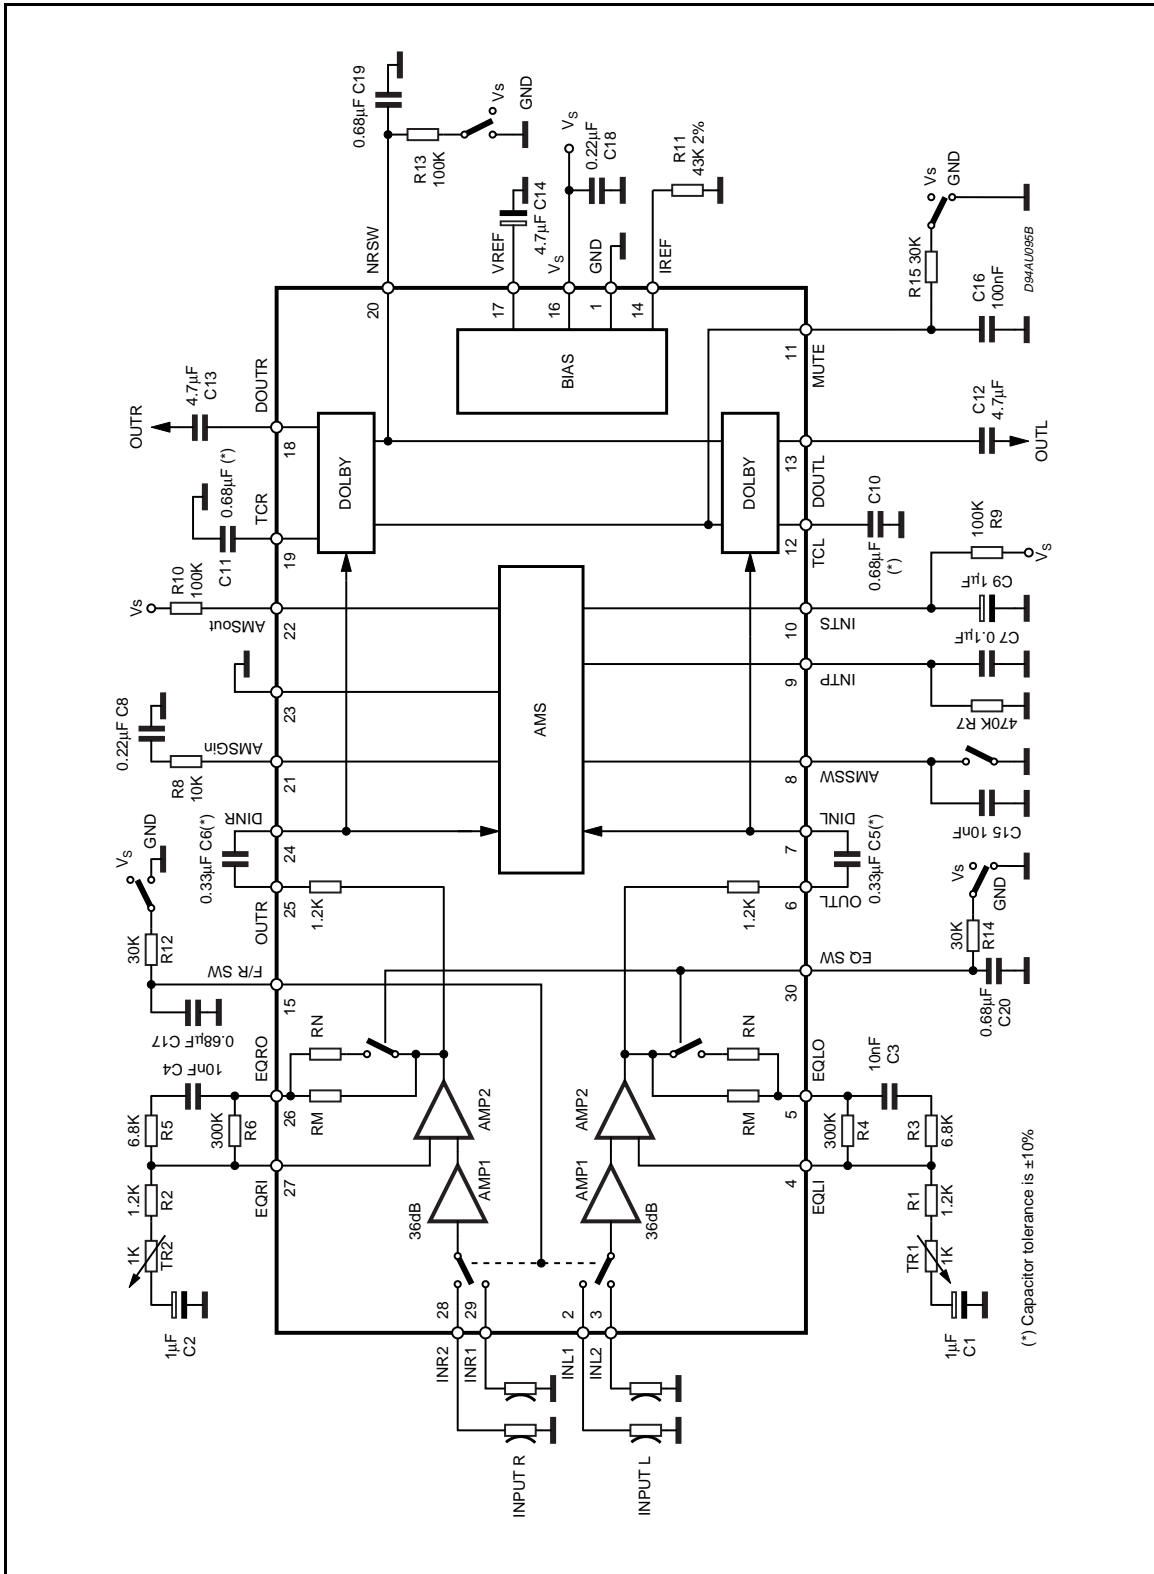 0.68µF C19
R13
100K
Vs
GND
NRSW
20
VREF
17
4.7µF C14
Vs
16
Vs
0.22µF
C18
GND
1
IREF
14
R11
43K 2%
BIAS
Vs
GND
R15 30K
C16
100nF
D94AU095B
11
MUTE
OUTR
4.7µF
C13
DOUTR
18
DOLBY
TCR
19
C11
0.68µF (*)
DOLBY
13
DOUTL
C12
4.7µF
OUTL
12
TCL
C10
0.68µF
(*)
Vs
R10
100K
AMSout
22
23
0.22µF C8
R8
10K
AMSGin
21
AMS
10
INTS
100K
R9
Vs
C9 1µF
9
INTP
C7 0.1µF
470K R7
8
AMSSW
C15 10nF
Vs
GND
30K
R12
F/R SW
15
0.68µF C17
DINR
24
0.33µF C6(*)
OUTR
25
1.2K
7
DINL
0.33µF C5(*)
6
OUTL
1.2K
EQ SW
30
Vs
GND
30K
R14
0.68µF
C20
10nF C4
EQRO
26
6.8K
R5
300K
R6
EQRI
27
1.2K
R2
1K
TR2
1µF
C2
RN
RM
AMP2
AMP1
36dB
RN
RM
AMP2
AMP1
36dB
EQLO
5
10nF
C3
300K
R4
R3
6.8K
4
EQLI
R1
1.2K
TR1
1K
1µF
C1
28
29
2
3
INR2
INR1
INL1
INL2
INPUT R
INPUT L
(*) Capacitor tolerance is ±10%